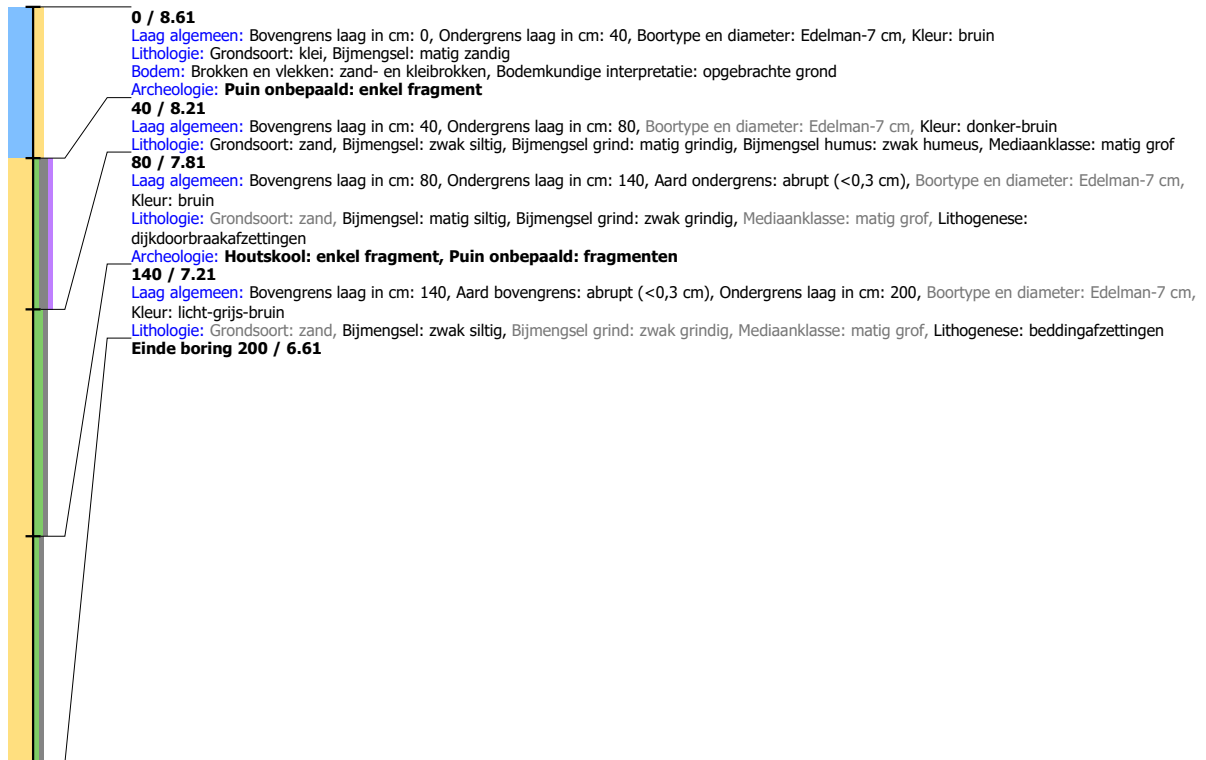 0 / 8.61
Laag algemeen: Bovengrens laag in cm: 0, Ondergrens laag in cm: 40, Boortype en diameter: Edelman-7 cm, Kleur: bruin
Lithologie: Grondsoort: klei, Bijmengsel: matig zandig
Bodem: Brokken en vlekken: zand- en kleibrokken, Bodemkundige interpretatie: opgebrachte grond
Archeologie: Puin onbepaald: enkel fragment
40 / 8.21
Laag algemeen: Bovengrens laag in cm: 40, Ondergrens laag in cm: 80, Boortype en diameter: Edelman-7 cm, Kleur: donker-bruin
Lithologie: Grondsoort: zand, Bijmengsel: zwak siltig, Bijmengsel grind: matig grindig, Bijmengsel humus: zwak humeus, Mediaanklasse: matig grof
80 / 7.81
Laag algemeen: Bovengrens laag in cm: 80, Ondergrens laag in cm: 140, Aard ondergrens: abrupt (<0,3 cm), Boortype en diameter: Edelman-7 cm,
Kleur: bruin
Lithologie: Grondsoort: zand, Bijmengsel: matig siltig, Bijmengsel grind: zwak grindig, Mediaanklasse: matig grof, Lithogenese:
dijkdoorbraakafzettingen
Archeologie: Houtskool: enkel fragment, Puin onbepaald: fragmenten
140 / 7.21
Laag algemeen: Bovengrens laag in cm: 140, Aard bovengrens: abrupt (<0,3 cm), Ondergrens laag in cm: 200, Boortype en diameter: Edelman-7 cm,
Kleur: licht-grijs-bruin
Lithologie: Grondsoort: zand, Bijmengsel: zwak siltig, Bijmengsel grind: zwak grindig, Mediaanklasse: matig grof, Lithogenese: beddingafzettingen
Einde boring 200 / 6.61